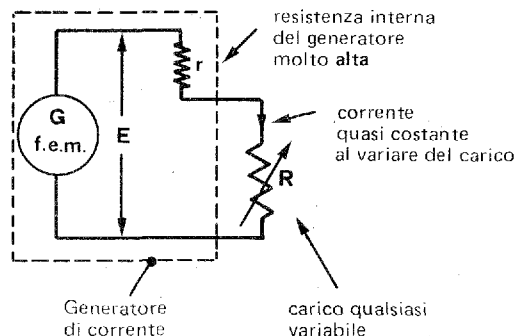 resistenza interna
del generatore
molto alta
r
G
f.e.m.
E
corrente
quasi costante
al variare del carico
R
Generatore
di corrente
carico qualsiasi
variabile